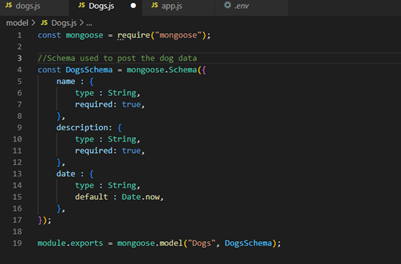 dogs.js JS Dogs.js JS app.js .env
model > JS Dogs.js > ...
1 const mongoose = require("mongoose");
2
3 //Schema used to post the dog data
4 const DogsSchema = mongoose.Schema({
5 name : {
6 type : String,
7 required: true,
8 },
9 description: {
10 type : String,
11 required: true,
12 },
13 date : {
14 type : String,
15 default : Date.now,
16 },
17 });
18
19 module.exports = mongoose.model("Dogs", DogsSchema);